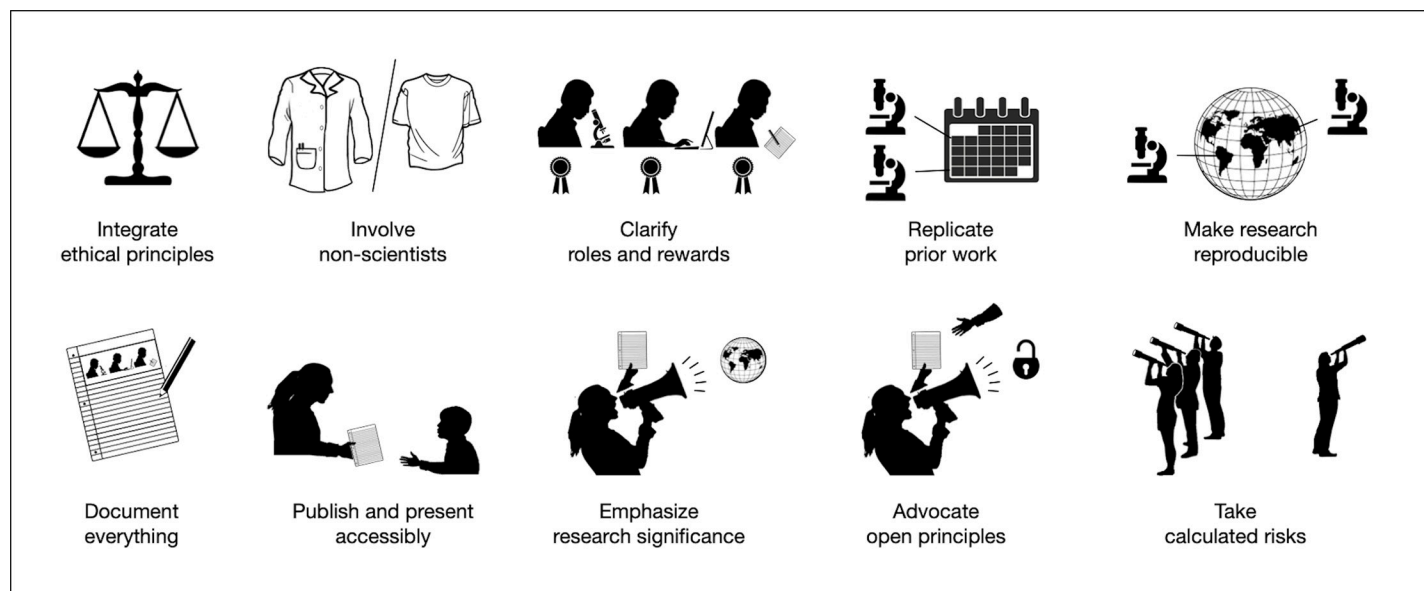 Integrate
ethical principles
Involve
non-scientists
Clarify
roles and rewards
Replicate
prior work
Make research
reproducible
Document
everything
Publish and present
accessibly
Emphasize
research significance
Advocate
open principles
Take
calculated risks